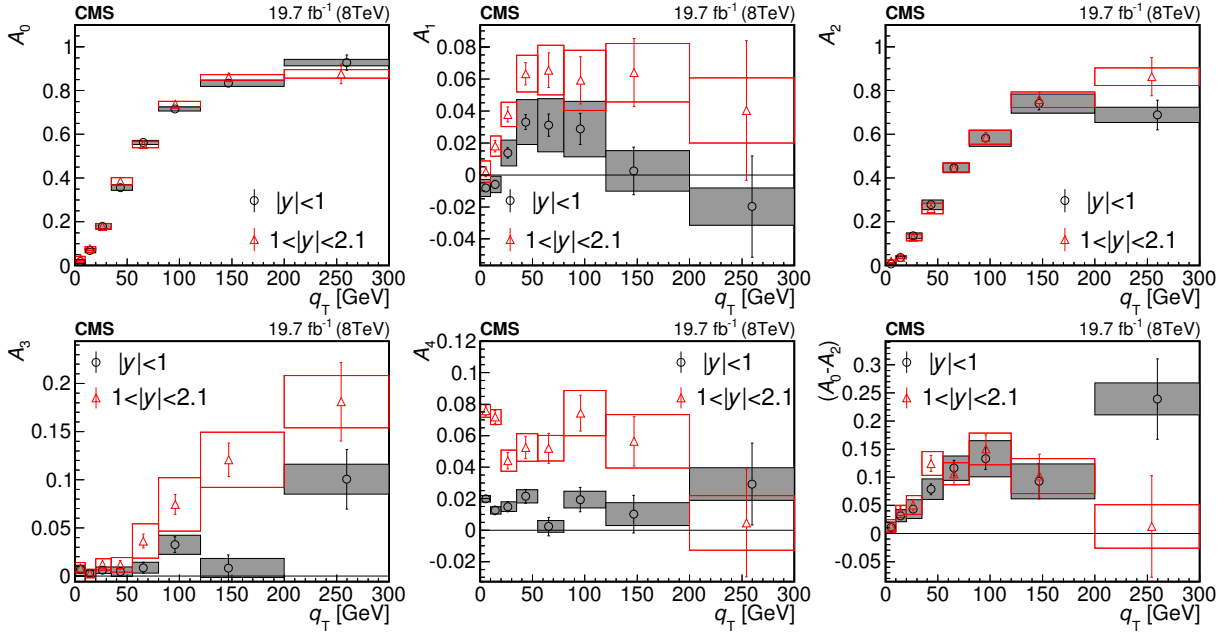 CMS 19.7 fb⁻¹ (8TeV)
A₀
1
0.8
0.6
0.4
0.2
0
|y|<1
1<|y|<2.1
0 50 100 150 200 250 300
qT [GeV]
CMS 19.7 fb⁻¹ (8TeV)
A₁
0.08
0.06
0.04
0.02
0
-0.02
-0.04
|y|<1
1<|y|<2.1
0 50 100 150 200 250 300
qT [GeV]
CMS 19.7 fb⁻¹ (8TeV)
A₂
1
0.8
0.6
0.4
0.2
0
|y|<1
1<|y|<2.1
0 50 100 150 200 250 300
qT [GeV]
CMS 19.7 fb⁻¹ (8TeV)
A₃
0.2
0.15
0.1
0.05
0
|y|<1
1<|y|<2.1
0 50 100 150 200 250 300
qT [GeV]
CMS 19.7 fb⁻¹ (8TeV)
A₄
0.12
0.1
0.08
0.06
0.04
0.02
0
-0.02
|y|<1
1<|y|<2.1
0 50 100 150 200 250 300
qT [GeV]
CMS 19.7 fb⁻¹ (8TeV)
(A₀-A₂)
0.3
0.25
0.2
0.15
0.1
0.05
0
-0.05
|y|<1
1<|y|<2.1
0 50 100 150 200 250 300
qT [GeV]